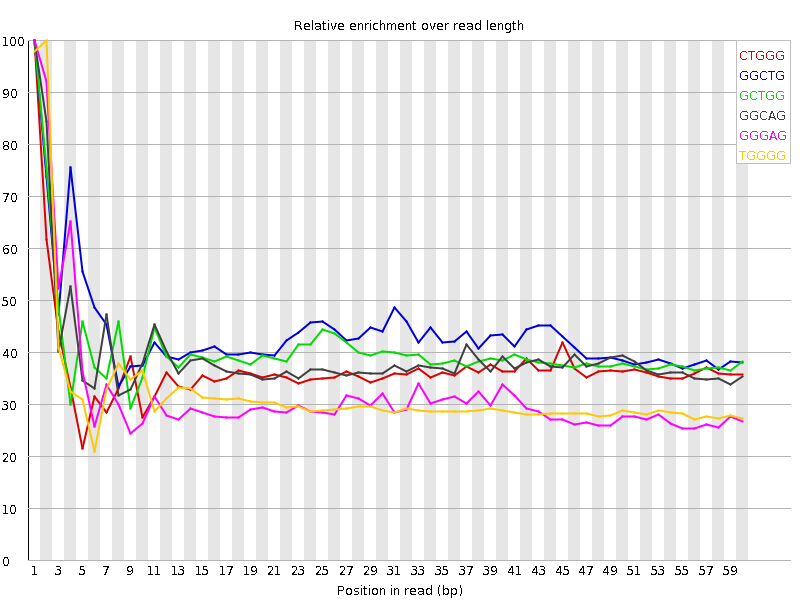 Relative enrichment over read length
100
90
80
70
60
50
40
30
20
10
0
CTGGG
GGCTG
GCTGG
GGCAG
GGGAG
TGGGG
1 3 5 7 9 11 13 15 17 19 21 23 25 27 29 31 33 35 37 39 41 43 45 47 49 51 53 55 57 59
Position in read (bp)